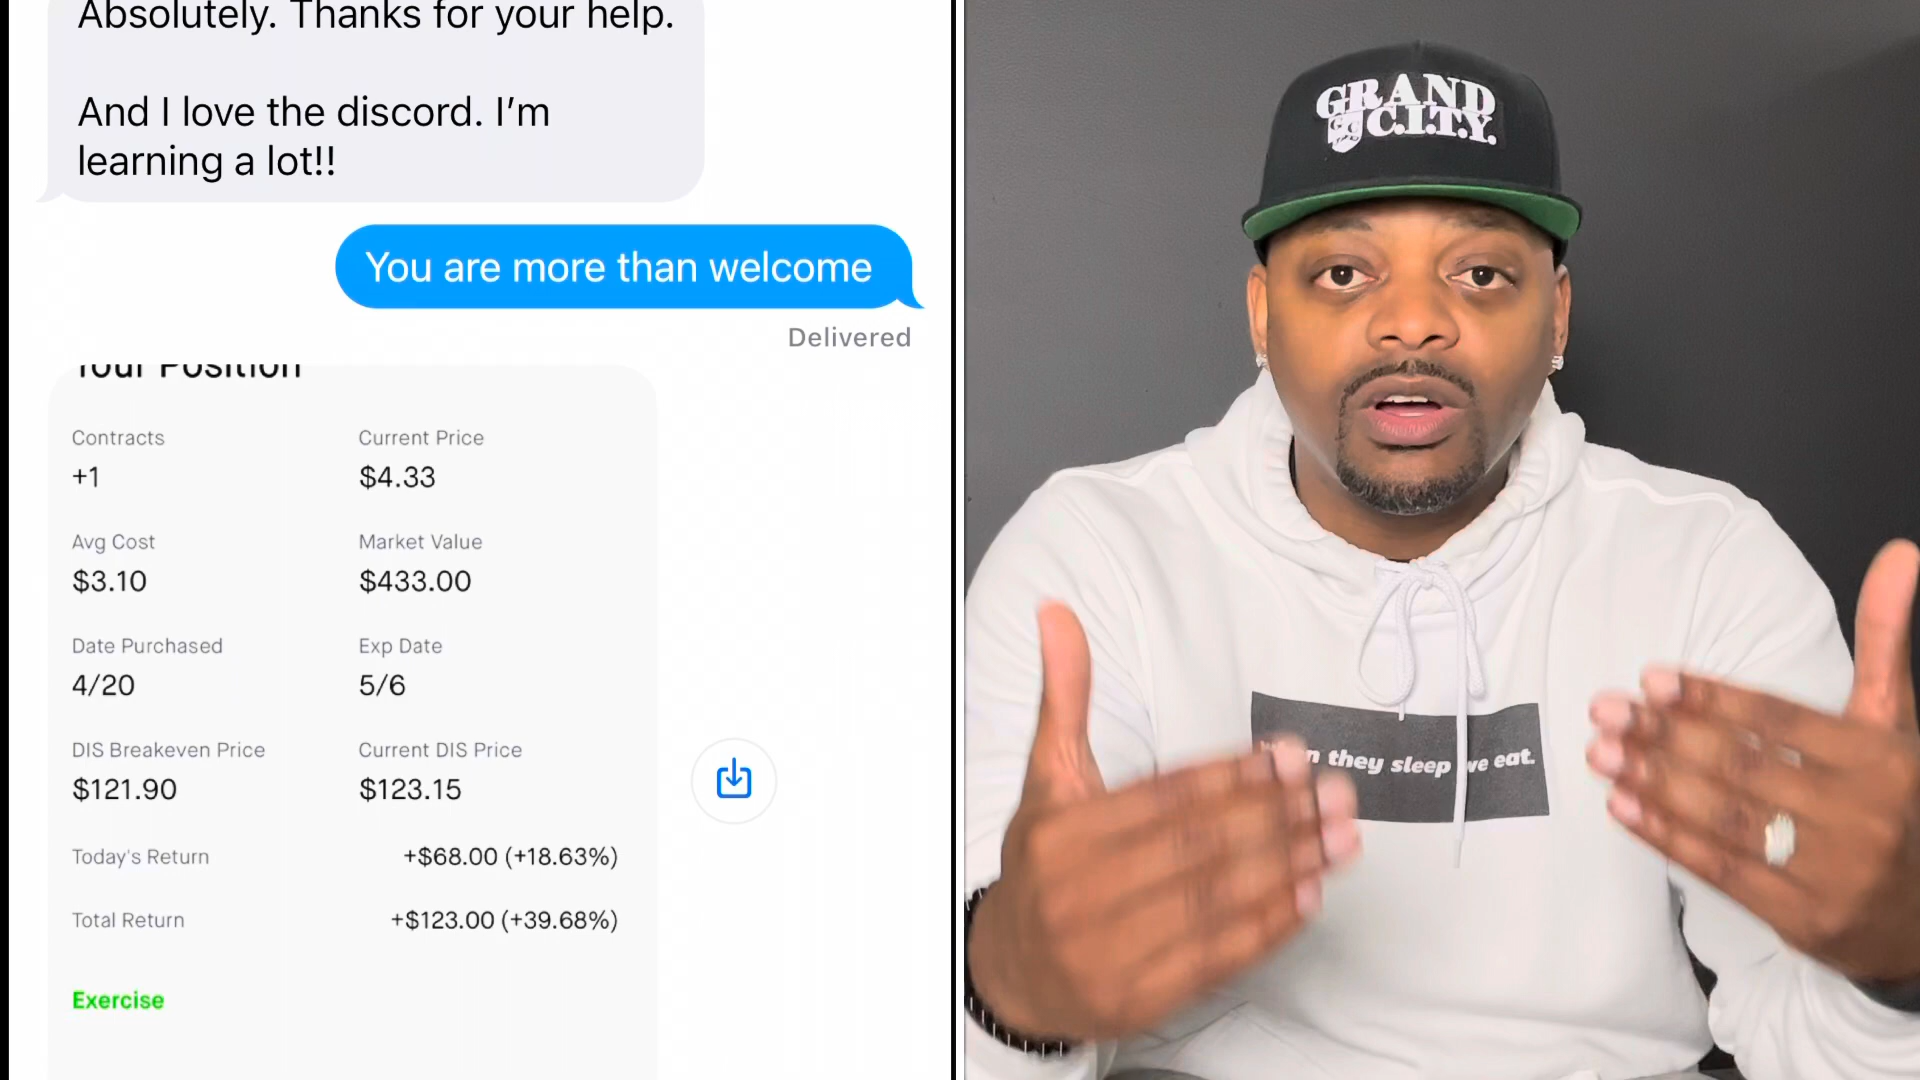 Absolutely. Thanks for your help.
And I love the discord. I'm
learning a lot!!
You are more than welcome
Delivered
Your Position
Contracts
Current Price
+1
$4.33
Avg Cost
Market Value
$3.10
$433.00
Date Purchased
Exp Date
4/20
5/6
DIS Breakeven Price
Current DIS Price
$121.90
$123.15
Today's Return
+$68.00 (+18.63%)
Total Return
+$123.00 (+39.68%)
Exercise
GRAND
C.I.T.Y.
they sleep we eat.